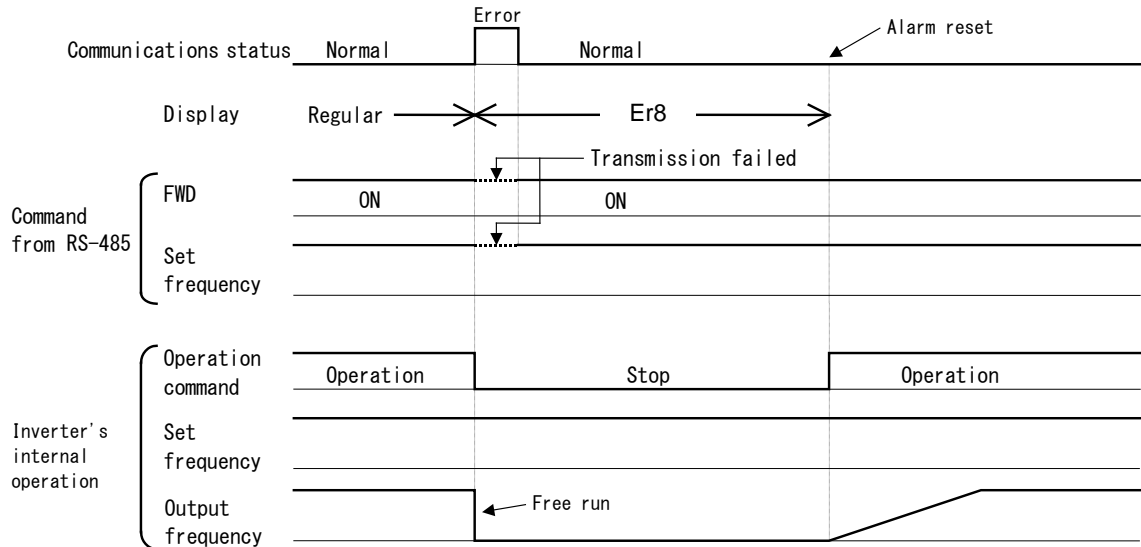 Error
Alarm reset
Communications status Normal Normal
Display Regular Er8
Transmission failed
Command
from RS-485
FWD ON ON
Set
frequency
Inverter's
internal
operation
Operation
command
Operation Stop Operation
Set
frequency
Output
frequency
Free run